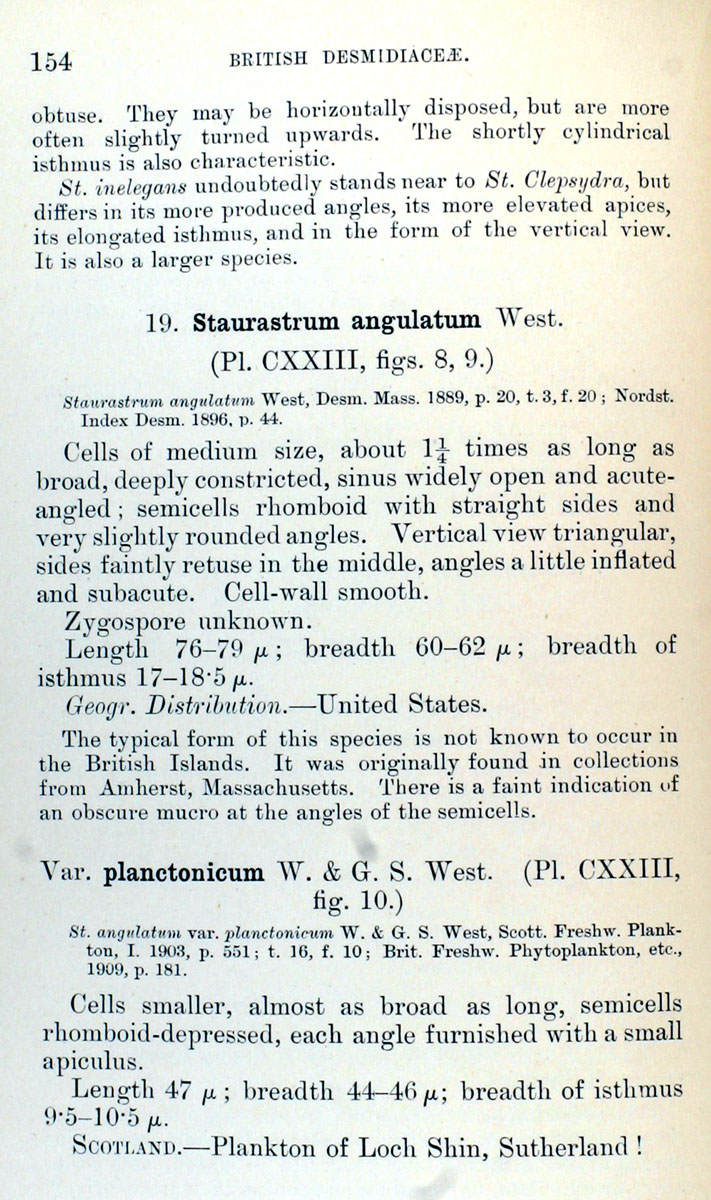 154 BRITISH DESMIDIACEÆ.
obtuse. They may be horizontally disposed, but are more
often slightly turned upwards. The shortly cylindrical
isthmus is also characteristic.
St. inelegans undoubtedly stands near to St. Clepsydra, but
differs in its more produced angles, its more elevated apices,
its elongated isthmus, and in the form of the vertical view.
It is also a larger species.
19. Staurastrum angulatum West.
(Pl. CXXIII, figs. 8, 9.)
Staurastrum angulatum West, Desm. Mass. 1889, p. 20, t. 3, f. 20 ; Nordst.
Index Desm. 1896, p. 44.
Cells of medium size, about 1¼ times as long as
broad, deeply constricted, sinus widely open and acute-
angled ; semicells rhomboid with straight sides and
very slightly rounded angles. Vertical view triangular,
sides faintly retuse in the middle, angles a little inflated
and subacute. Cell-wall smooth.
Zygospore unknown.
Length 76–79 μ ; breadth 60–62 μ ; breadth of
isthmus 17–18·5 μ.
Geogr. Distribution.—United States.
The typical form of this species is not known to occur in
the British Islands. It was originally found in collections
from Amherst, Massachusetts. There is a faint indication of
an obscure mucro at the angles of the semicells.
Var. planctonicum W. & G. S. West. (Pl. CXXIII,
fig. 10.)
St. angulatum var. planctonicum W. & G. S. West, Scott. Freshw. Plank-
ton, I. 1903, p. 551 ; t. 16, f. 10 ; Brit. Freshw. Phytoplankton, etc.,
1909, p. 181.
Cells smaller, almost as broad as long, semicells
rhomboid-depressed, each angle furnished with a small
apiculus.
Length 47 μ ; breadth 44–46 μ; breadth of isthmus
9·5–10·5 μ.
SCOTLAND.—Plankton of Loch Shin, Sutherland !